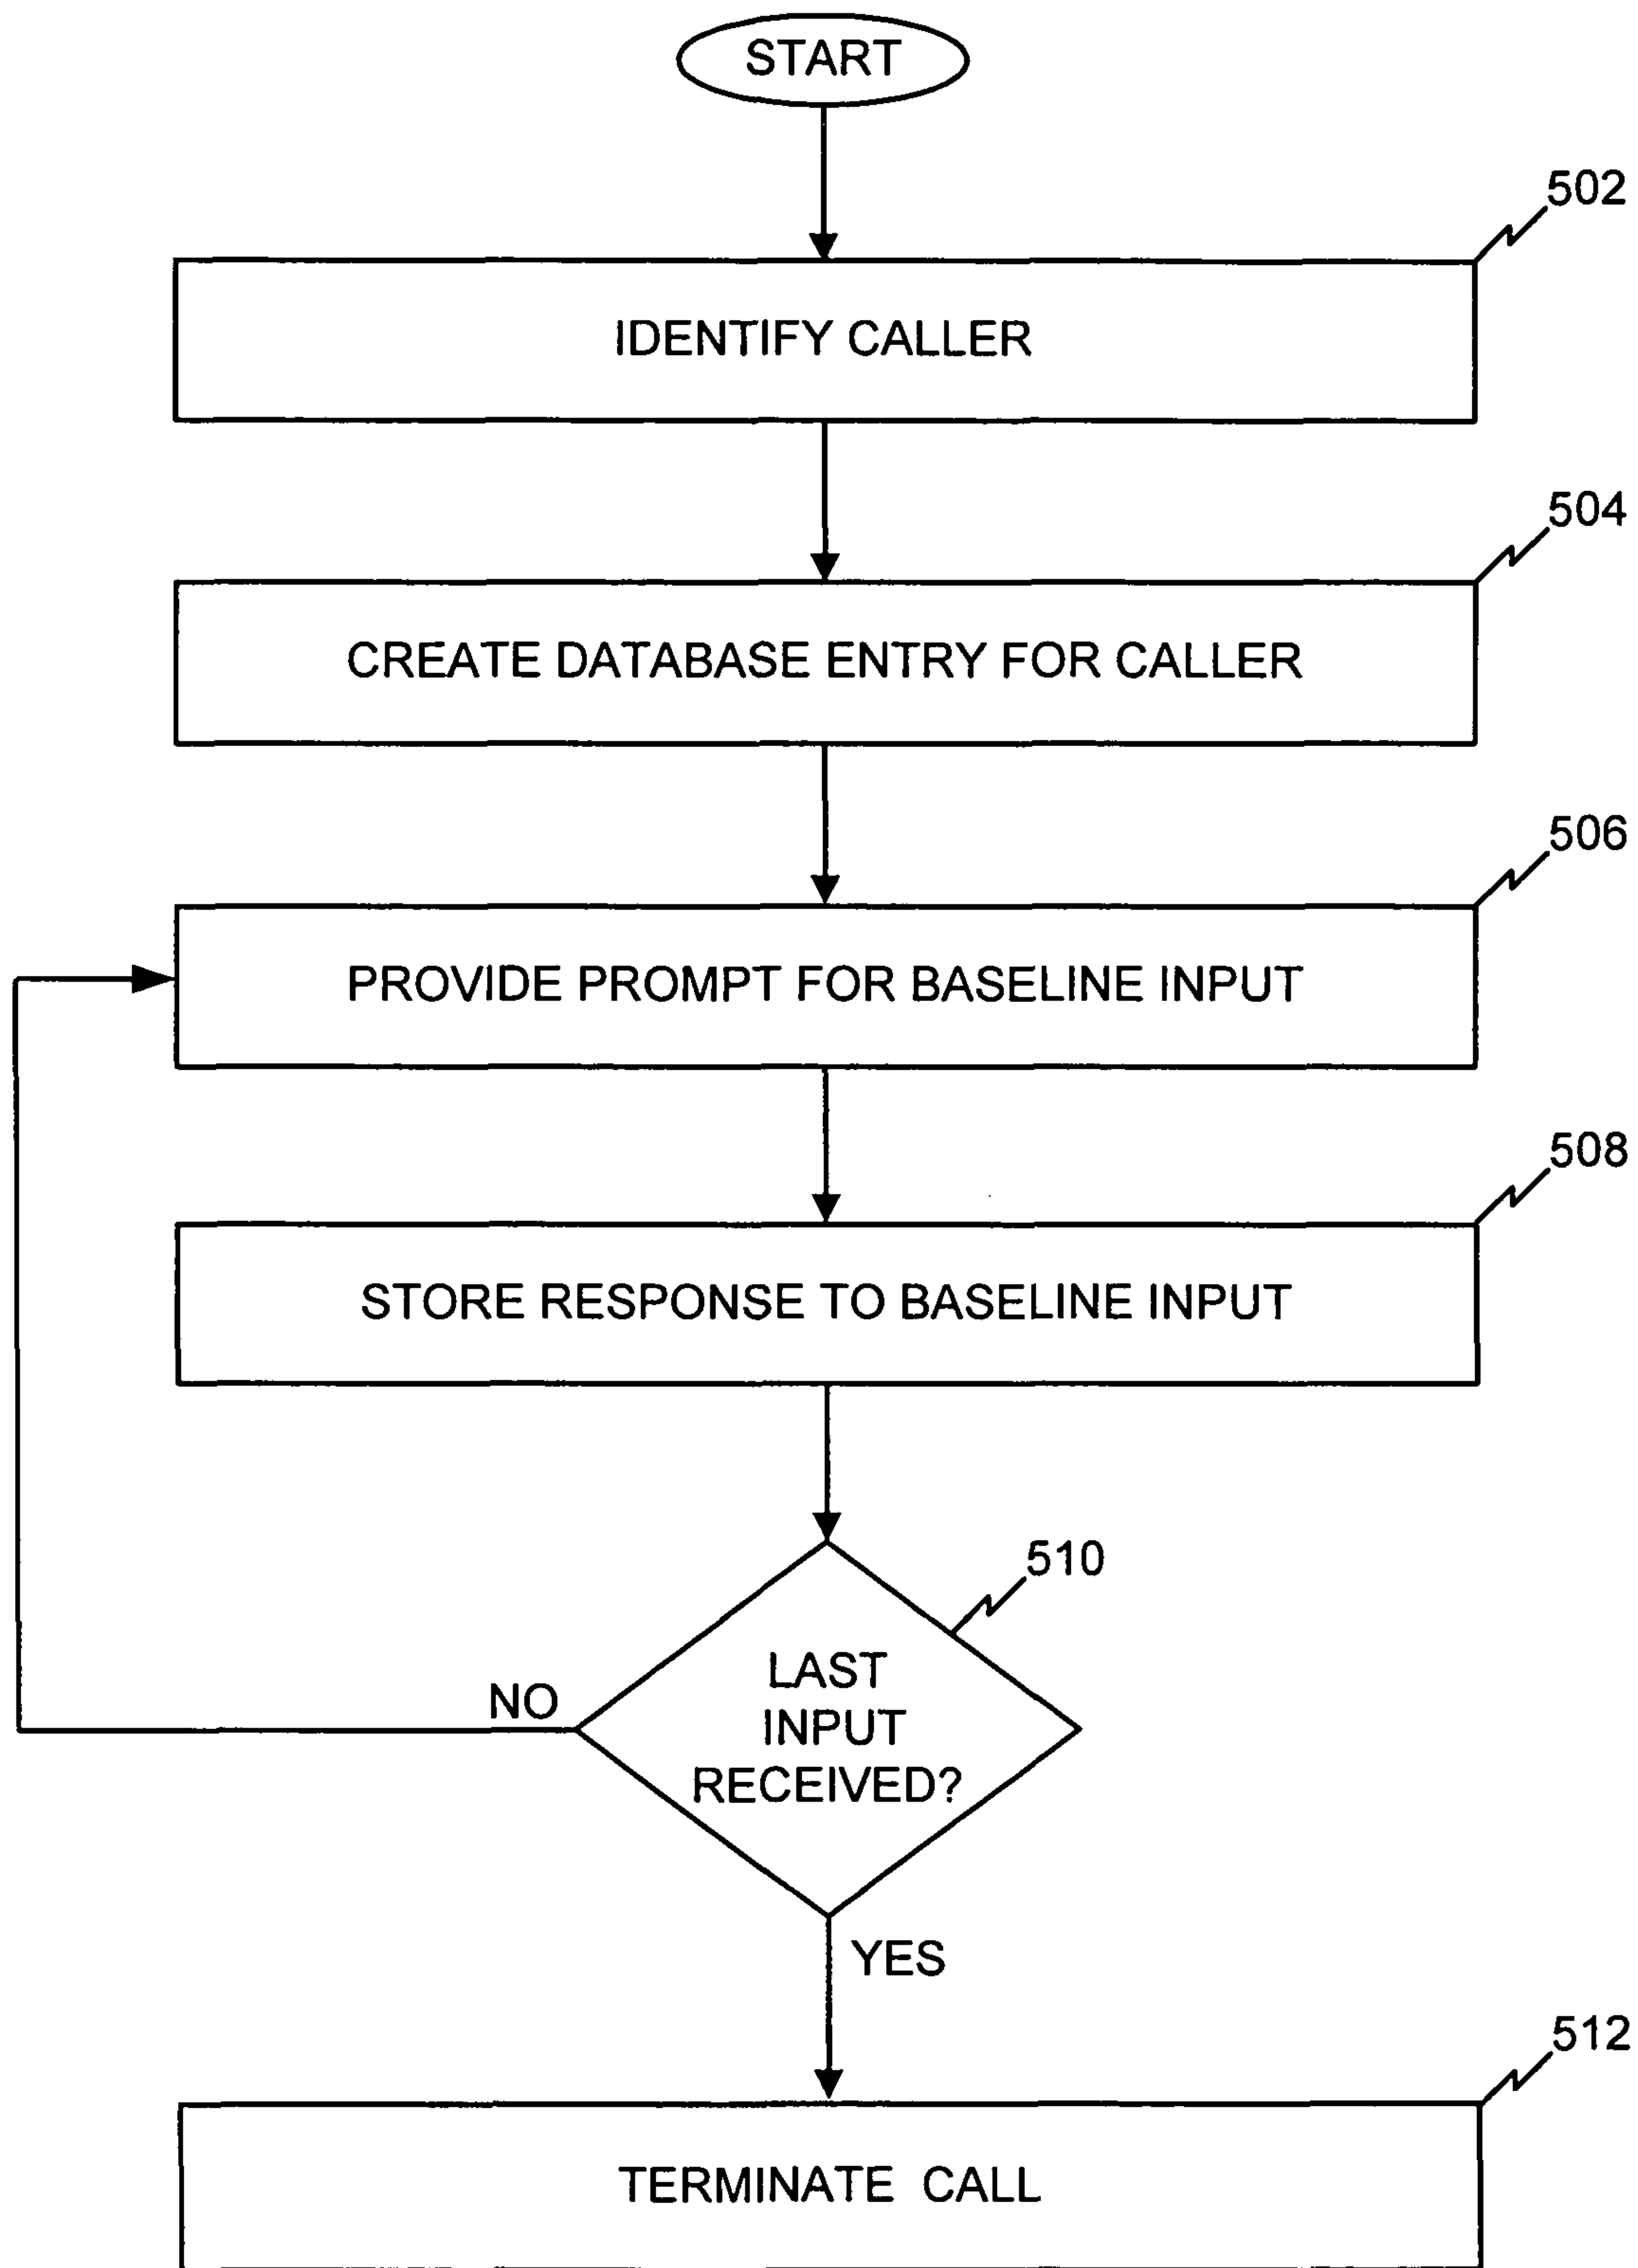 START
502
IDENTIFY CALLER
504
CREATE DATABASE ENTRY FOR CALLER
506
PROVIDE PROMPT FOR BASELINE INPUT
508
STORE RESPONSE TO BASELINE INPUT
510
LAST
INPUT
RECEIVED?
NO
YES
512
TERMINATE CALL